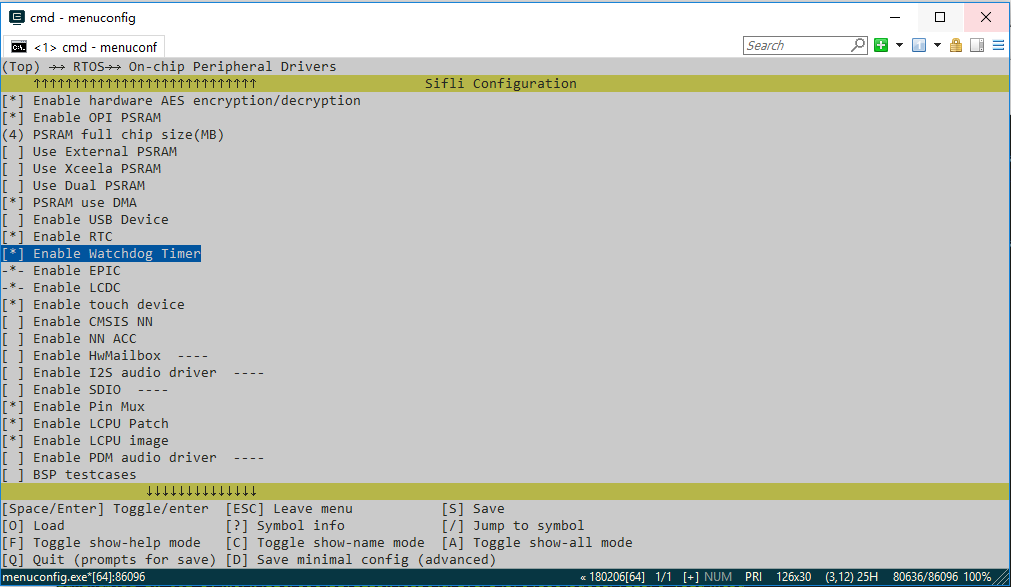 cmd - menuconfig
<1> cmd - menuconf
Search
(Top) →→ RTOS→→ On-chip Peripheral Drivers
↑↑↑↑↑↑↑↑↑↑↑↑↑↑↑↑↑↑↑↑↑↑↑↑↑↑↑↑ Sifli Configuration
[*] Enable hardware AES encryption/decryption
[*] Enable OPI PSRAM
(4) PSRAM full chip size(MB)
[ ] Use External PSRAM
[ ] Use Xceela PSRAM
[ ] Use Dual PSRAM
[*] PSRAM use DMA
[ ] Enable USB Device
[*] Enable RTC
[*] Enable Watchdog Timer
-*- Enable EPIC
-*- Enable LCDC
[*] Enable touch device
[ ] Enable CMSIS NN
[ ] Enable NN ACC
[ ] Enable HwMailbox ----
[ ] Enable I2S audio driver ----
[ ] Enable SDIO ----
[*] Enable Pin Mux
[*] Enable LCPU Patch
[*] Enable LCPU image
[ ] Enable PDM audio driver ----
[ ] BSP testcases
↓↓↓↓↓↓↓↓↓↓↓↓↓↓
[Space/Enter] Toggle/enter [ESC] Leave menu [S] Save
[O] Load [?] Symbol info [/] Jump to symbol
[F] Toggle show-help mode [C] Toggle show-name mode [A] Toggle show-all mode
[Q] Quit (prompts for save) [D] Save minimal config (advanced)
menuconfig.exe*[64]:86096 « 180206[64] 1/1 [+] NUM PRI 126x30 (3,12) 25H 80636/86096 100%